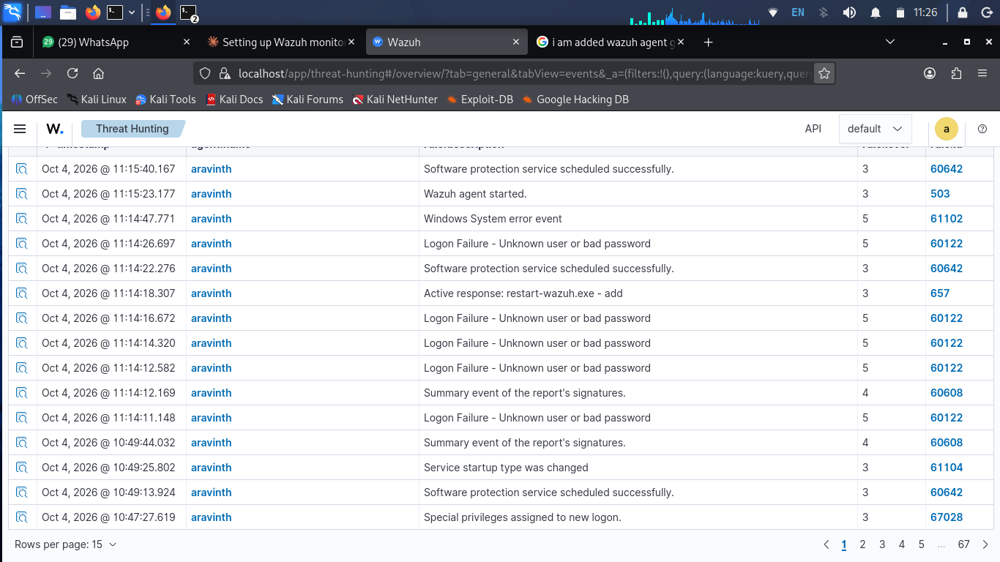 2
EN
11:26
29
(29) WhatsApp
Setting up Wazuh monito
Wazuh
i am added wazuh agent g
localhost/app/threat-hunting#/overview/?tab=general&tabView=events&_a=(filters:!(),query:(language:kuery,quer
OffSec
Kali Linux
Kali Tools
Kali Docs
Kali Forums
Kali NetHunter
Exploit-DB
Google Hacking DB
W.
Threat Hunting
API
default
a
Oct 4, 2026 @ 11:15:40.167 aravinth Software protection service scheduled successfully. 3 60642
Oct 4, 2026 @ 11:15:23.177 aravinth Wazuh agent started. 3 503
Oct 4, 2026 @ 11:14:47.771 aravinth Windows System error event 5 61102
Oct 4, 2026 @ 11:14:26.697 aravinth Logon Failure - Unknown user or bad password 5 60122
Oct 4, 2026 @ 11:14:22.276 aravinth Software protection service scheduled successfully. 3 60642
Oct 4, 2026 @ 11:14:18.307 aravinth Active response: restart-wazuh.exe - add 3 657
Oct 4, 2026 @ 11:14:16.672 aravinth Logon Failure - Unknown user or bad password 5 60122
Oct 4, 2026 @ 11:14:14.320 aravinth Logon Failure - Unknown user or bad password 5 60122
Oct 4, 2026 @ 11:14:12.582 aravinth Logon Failure - Unknown user or bad password 5 60122
Oct 4, 2026 @ 11:14:12.169 aravinth Summary event of the report's signatures. 4 60608
Oct 4, 2026 @ 11:14:11.148 aravinth Logon Failure - Unknown user or bad password 5 60122
Oct 4, 2026 @ 10:49:44.032 aravinth Summary event of the report's signatures. 4 60608
Oct 4, 2026 @ 10:49:25.802 aravinth Service startup type was changed 3 61104
Oct 4, 2026 @ 10:49:13.924 aravinth Software protection service scheduled successfully. 3 60642
Oct 4, 2026 @ 10:47:27.619 aravinth Special privileges assigned to new logon. 3 67028
Rows per page: 15
1 2 3 4 5 ... 67